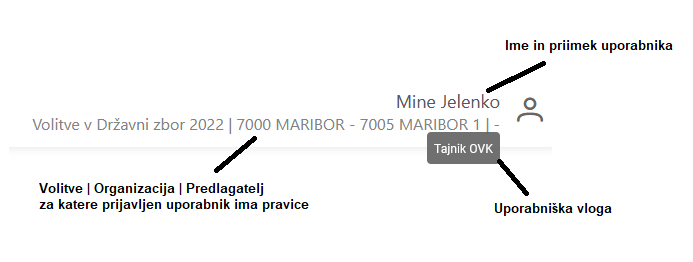 Ime in priimek uporabnika
Mine Jelenko
Volitve v Državni zbor 2022 | 7000 MARIBOR - 7005 MARIBOR 1 | -
Tajnik OVK
Volitve | Organizacija | Predlagatelj
za katere prijavljen uporabnik ima pravice
Uporabniška vloga